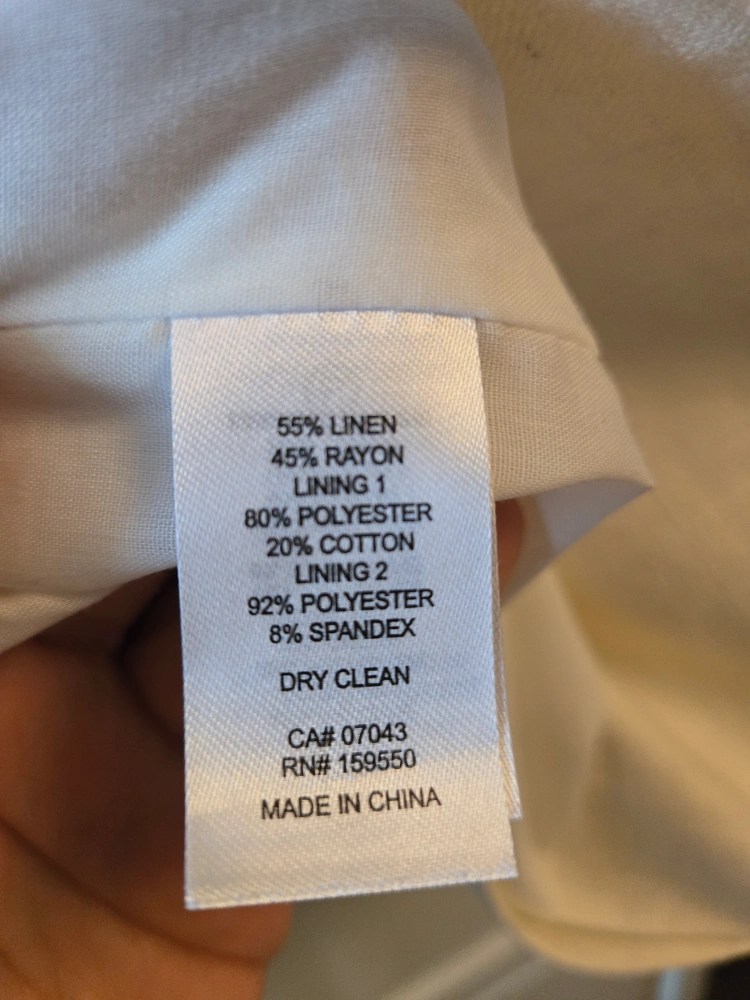 55% LINEN
45% RAYON
LINING 1
80% POLYESTER
20% COTTON
LINING 2
92% POLYESTER
8% SPANDEX
DRY CLEAN
CA# 07043
RN# 159550
MADE IN CHINA